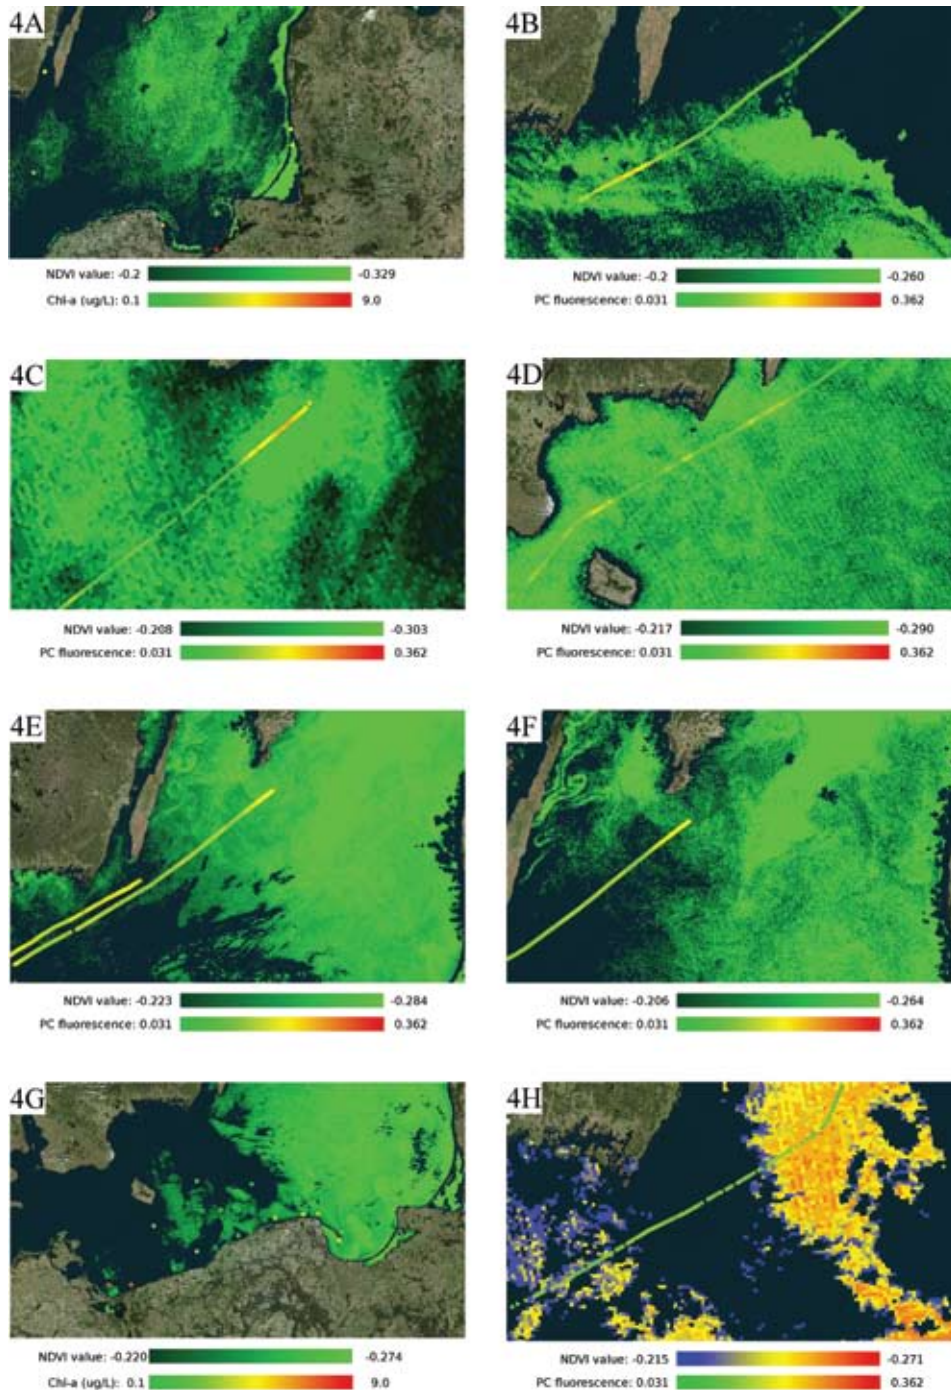 4A
NDVI value: -0.2 -0.329
Chl-a (ug/L): 0.1 9.0
4B
NDVI value: -0.2 -0.260
PC fluorescence: 0.031 0.362
4C
NDVI value: -0.208 -0.303
PC fluorescence: 0.031 0.362
4D
NDVI value: -0.217 -0.290
PC fluorescence: 0.031 0.362
4E
NDVI value: -0.223 -0.284
PC fluorescence: 0.031 0.362
4F
NDVI value: -0.206 -0.264
PC fluorescence: 0.031 0.362
4G
NDVI value: -0.220 -0.274
Chl-a (ug/L): 0.1 9.0
4H
NDVI value: -0.215 -0.271
PC fluorescence: 0.031 0.362